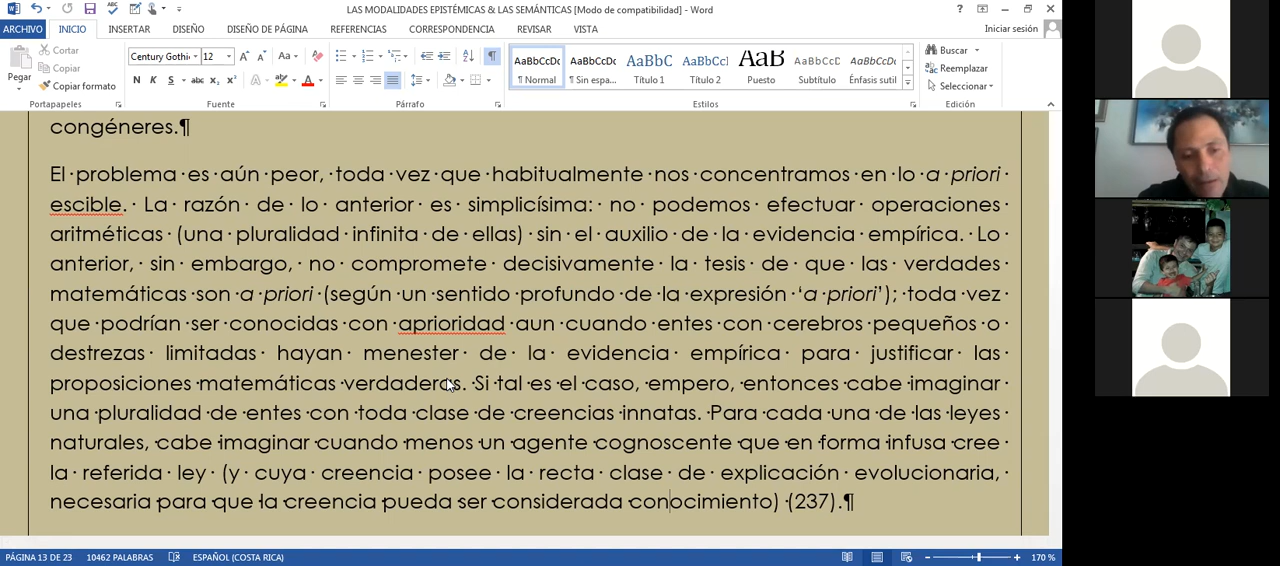 LAS MODALIDADES EPISTÉMICAS & LAS SEMÁNTICAS [Modo de compatibilidad] - Word
ARCHIVO INICIO INSERTAR DISEÑO DISEÑO DE PÁGINA REFERENCIAS CORRESPONDENCIA REVISAR VISTA Iniciar sesión
Pegar
Cortar
Copiar
Copiar formato
Portapapeles
Century Gothi 12
N K S abc x₂ x² A ab A
Fuente
Párrafo
AaBbCcDc AaBbCcDc AaBbC AaBbCcI AaB AaBbCcD AaBbCcDc
¶ Normal ¶ Sin espa... Título 1 Título 2 Puesto Subtítulo Énfasis sutil
Estilos
Buscar
Reemplazar
Seleccionar
Edición
congéneres.¶
El·problema·es·aún·peor,·toda·vez·que·habitualmente·nos·concentramos·en·lo·a·priori·
escible.·La·razón·de·lo·anterior·es·simplicísima:·no·podemos·efectuar·operaciones·
aritméticas·(una·pluralidad·infinita·de·ellas)·sin·el·auxilio·de·la·evidencia·empírica.·Lo·
anterior,·sin·embargo,·no·compromete·decisivamente·la·tesis·de·que·las·verdades·
matemáticas·son·a·priori·(según·un·sentido·profundo·de·la·expresión·‘a·priori’);·toda·vez·
que·podrían·ser·conocidas·con·aprioridad·aun·cuando·entes·con·cerebros·pequeños·o·
destrezas·limitadas·hayan·menester·de·la·evidencia·empírica·para·justificar·las·
proposiciones·matemáticas·verdaderas.·Si·tal·es·el·caso,·empero,·entonces·cabe·imaginar·
una·pluralidad·de·entes·con·toda·clase·de·creencias·innatas.·Para·cada·una·de·las·leyes·
naturales,·cabe·imaginar·cuando·menos·un·agente·cognoscente·que·en·forma·infusa·cree·
la·referida·ley·(y·cuya·creencia·posee·la·recta·clase·de·explicación·evolucionaria,·
necesaria·para·que·la·creencia·pueda·ser·considerada·conocimiento)·(237).¶
PÁGINA 13 DE 23 10462 PALABRAS ESPAÑOL (COSTA RICA) 170 %